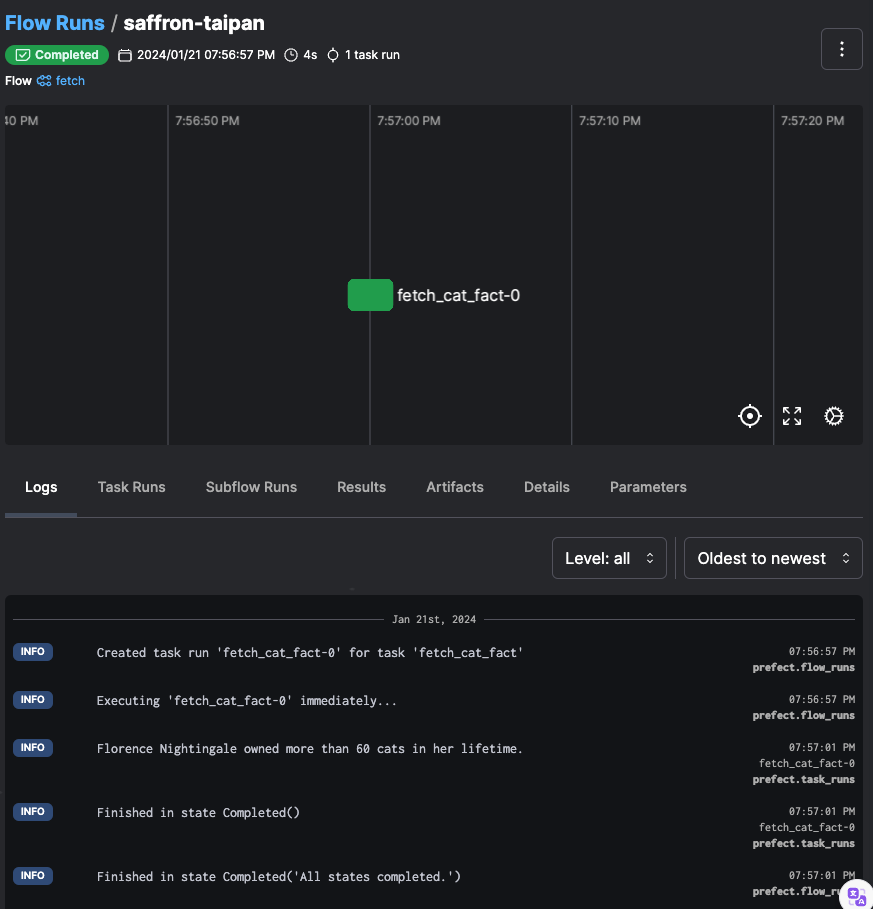 Flow Runs / saffron-taipan
Completed 2024/01/21 07:56:57 PM 4s 1 task run
Flow fetch
40 PM 7:56:50 PM 7:57:00 PM 7:57:10 PM 7:57:20 PM
fetch_cat_fact-0
Logs Task Runs Subflow Runs Results Artifacts Details Parameters
Level: all Oldest to newest
Jan 21st, 2024
INFO Created task run 'fetch_cat_fact-0' for task 'fetch_cat_fact' 07:56:57 PM
prefect.flow_runs
INFO Executing 'fetch_cat_fact-0' immediately... 07:56:57 PM
prefect.flow_runs
INFO Florence Nightingale owned more than 60 cats in her lifetime. 07:57:01 PM
fetch_cat_fact-0
prefect.task_runs
INFO Finished in state Completed() 07:57:01 PM
fetch_cat_fact-0
prefect.task_runs
INFO Finished in state Completed('All states completed.') 07:57:01 PM
prefect.flow_ru